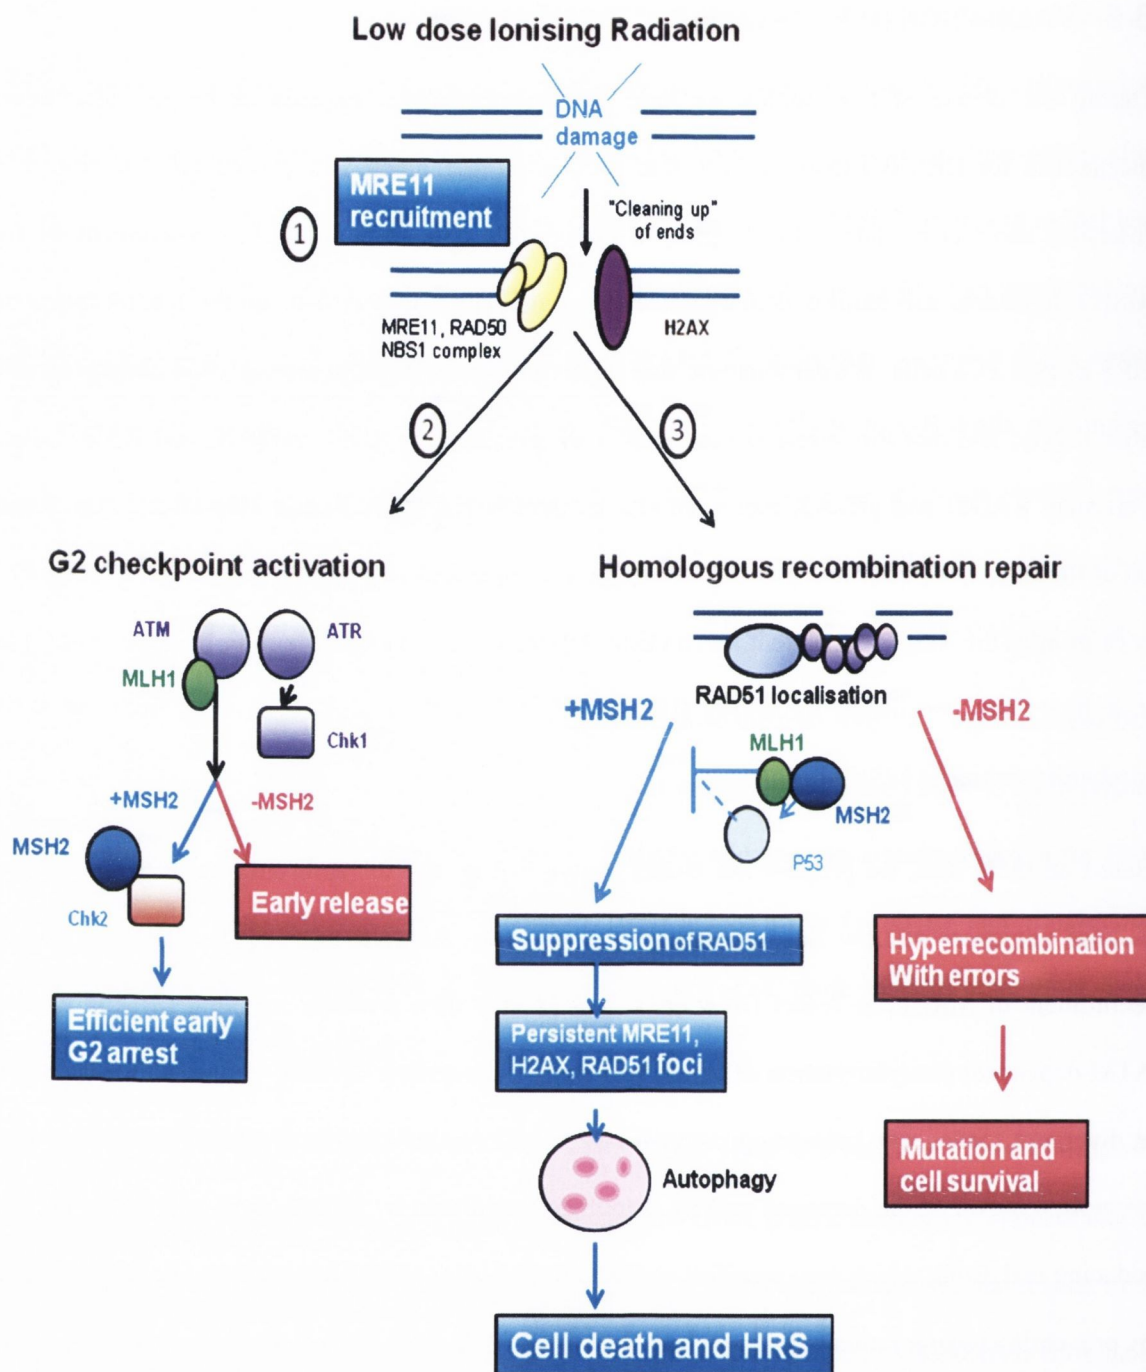 Low dose Ionising Radiation
DNA
damage
MRE11
recruitment
1
"Cleaning up"
of ends
MRE11, RAD50
NBS1 complex
H2AX
2
3
G2 checkpoint activation
ATM
ATR
MLH1
Chk1
+MSH2
-MSH2
MSH2
Chk2
Early release
Efficient early
G2 arrest
Homologous recombination repair
RAD51 localisation
+MSH2
-MSH2
MLH1
MSH2
P53
Suppression of RAD51
Persistent MRE11,
H2AX, RAD51 foci
Autophagy
Cell death and HRS
Hyperrecombination
With errors
Mutation and
cell survival